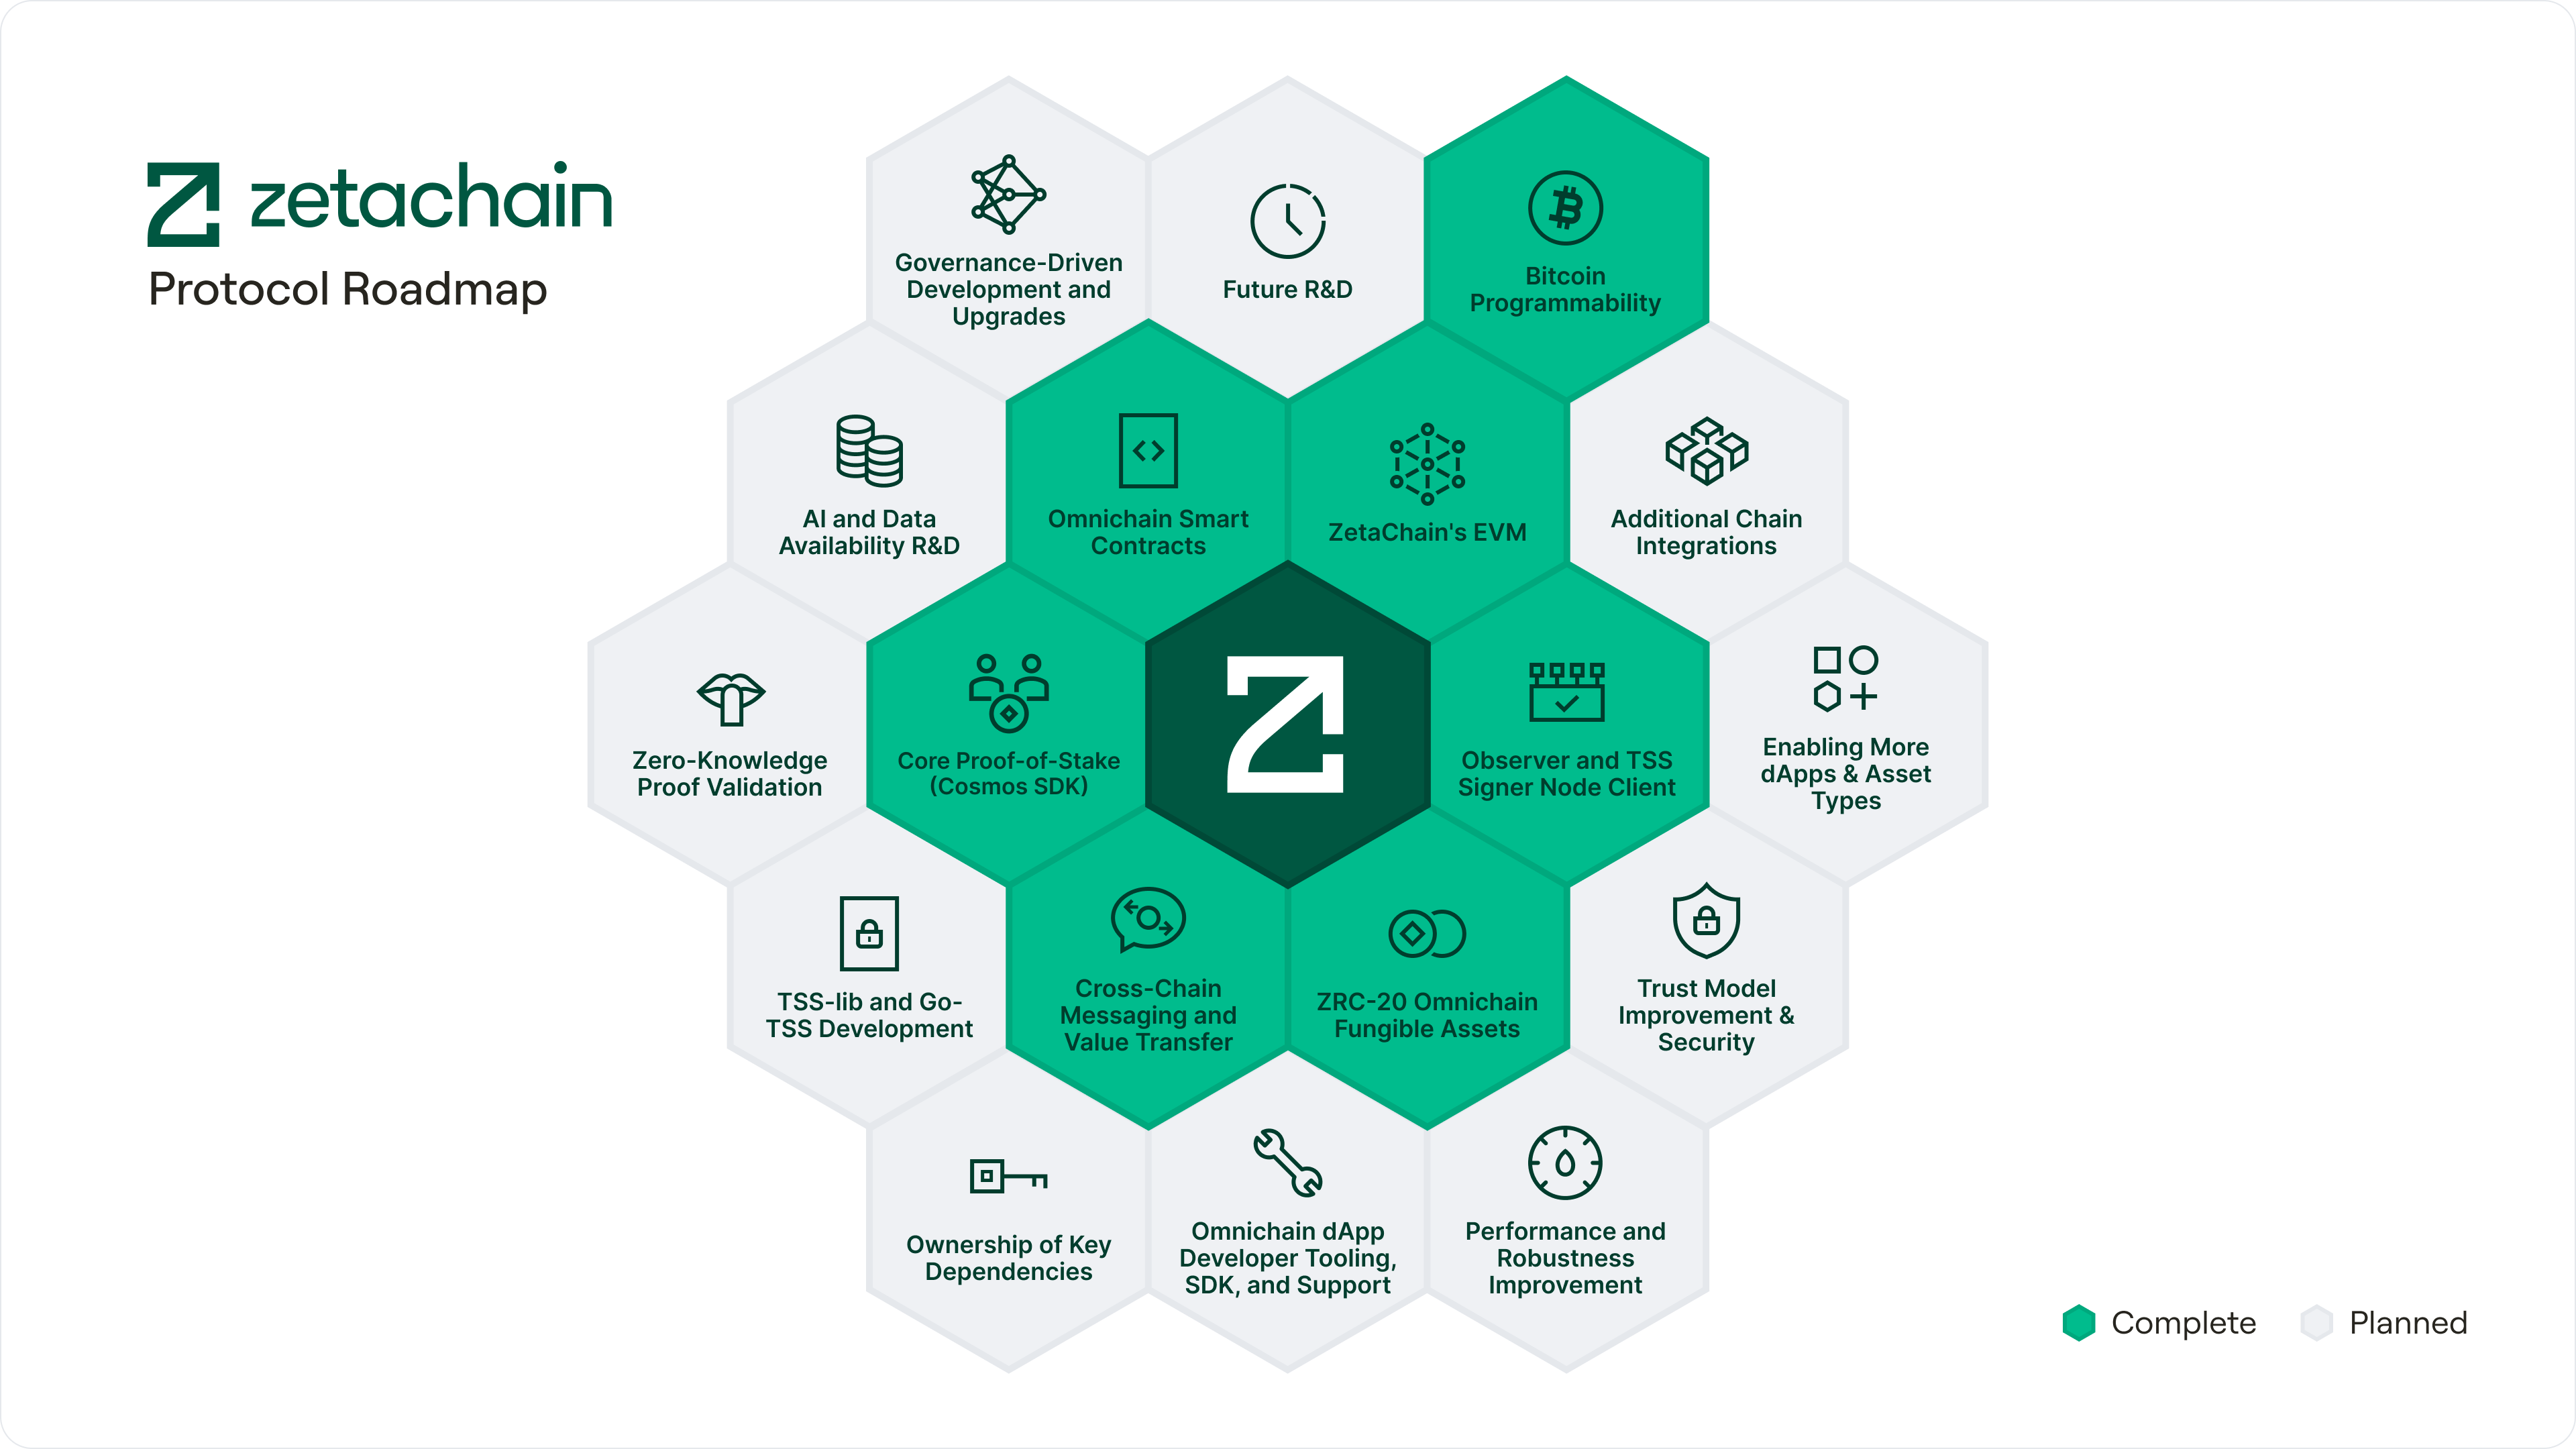 zetachain
Protocol Roadmap
Governance-Driven
Development and
Upgrades
Future R&D
Bitcoin
Programmability
AI and Data
Availability R&D
Omnichain Smart
Contracts
ZetaChain's EVM
Additional Chain
Integrations
Zero-Knowledge
Proof Validation
Core Proof-of-Stake
(Cosmos SDK)
Observer and TSS
Signer Node Client
Enabling More
dApps & Asset
Types
TSS-lib and Go-
TSS Development
Cross-Chain
Messaging and
Value Transfer
ZRC-20 Omnichain
Fungible Assets
Trust Model
Improvement &
Security
Ownership of Key
Dependencies
Omnichain dApp
Developer Tooling,
SDK, and Support
Performance and
Robustness
Improvement
Complete
Planned